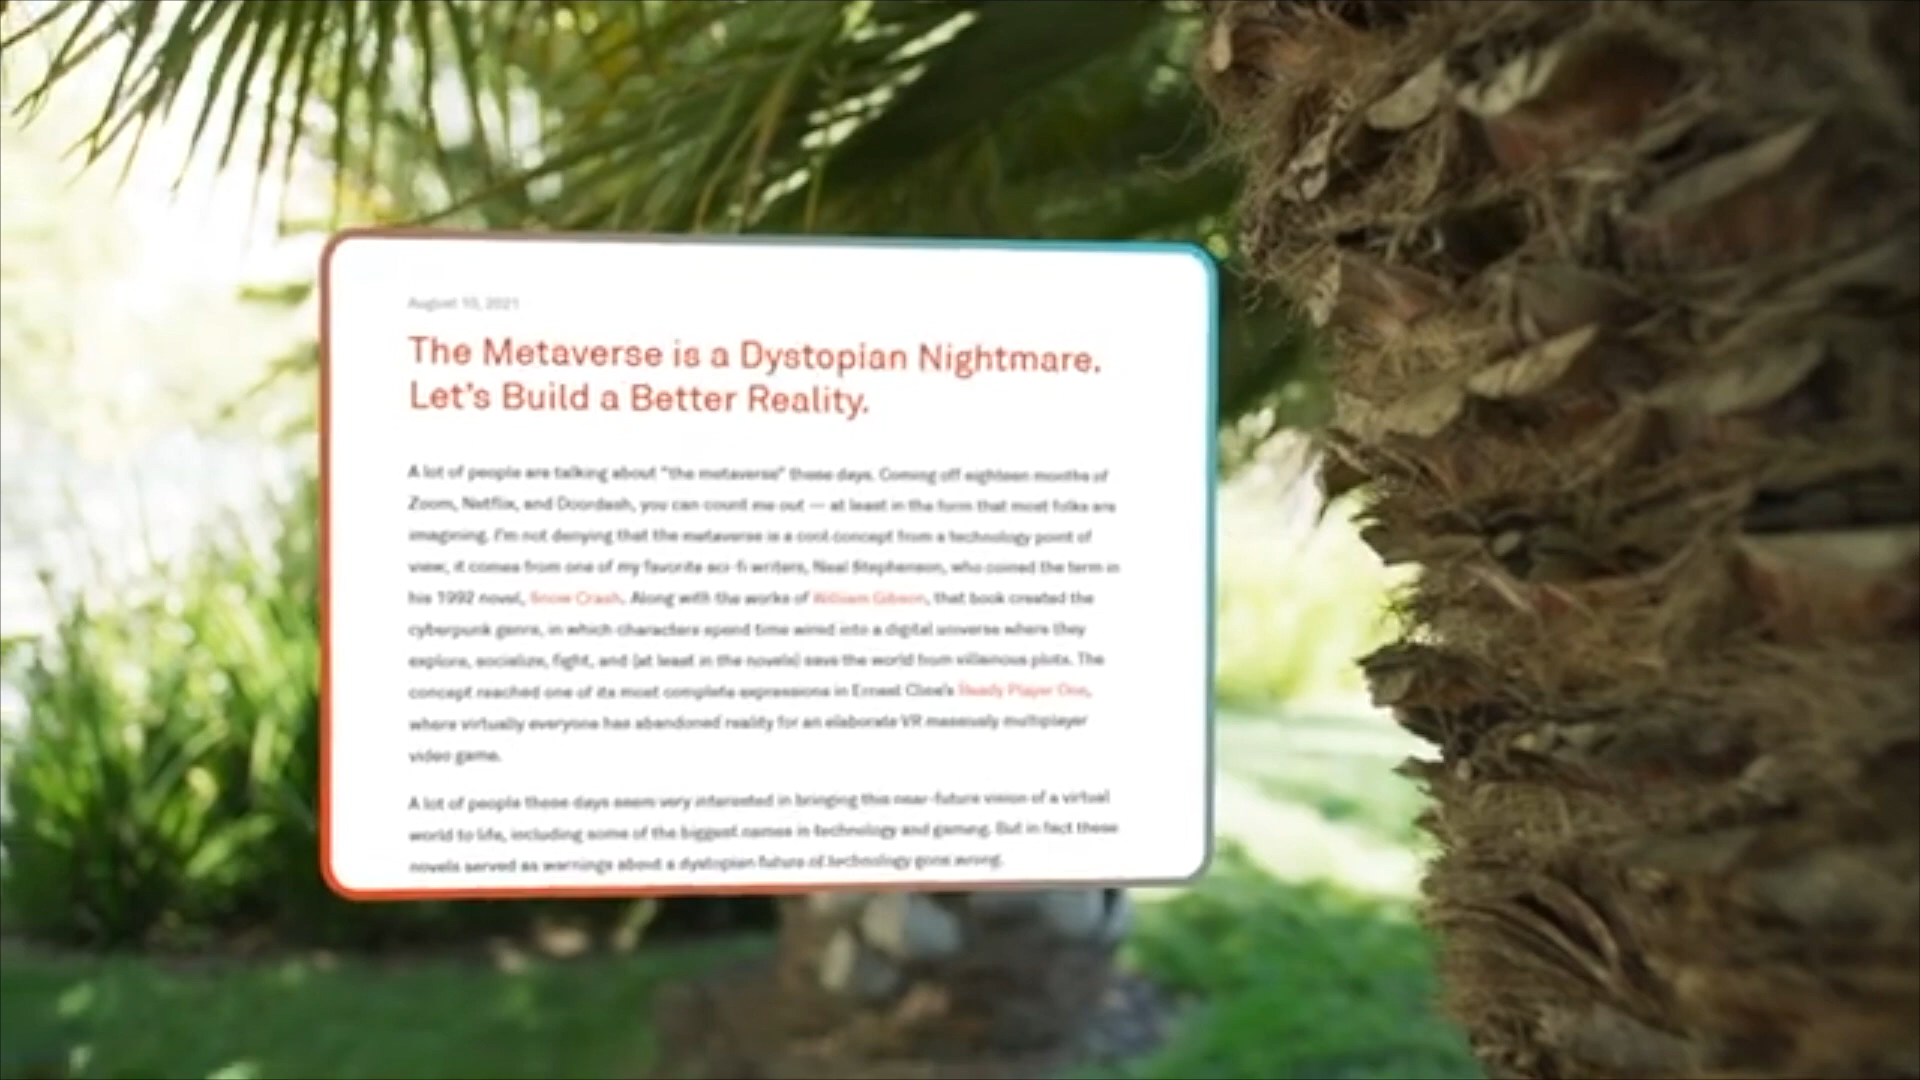 August 10, 2021
The Metaverse is a Dystopian Nightmare.
Let's Build a Better Reality.
A lot of people are talking about "the metaverse" these days. Coming off eighteen months of
Zoom, Netflix, and Doordash, you can count me out — at least in the form that most folks are
imagining. I'm not denying that the metaverse is a cool concept from a technology point of
view; it comes from one of my favorite sci-fi writers, Neal Stephenson, who coined the term in
his 1992 novel, Snow Crash. Along with the works of William Gibson, that book created the
cyberpunk genre, in which characters spend time wired into a digital universe where they
explore, socialize, fight, and (at least in the novels) save the world from villainous plots. The
concept reached one of its most complete expressions in Ernest Cline's Ready Player One,
where virtually everyone has abandoned reality for an elaborate VR massively multiplayer
video game.
A lot of people these days seem very interested in bringing this near-future vision of a virtual
world to life, including some of the biggest names in technology and gaming. But in fact these
novels served as warnings about a dystopian future of technology gone wrong.